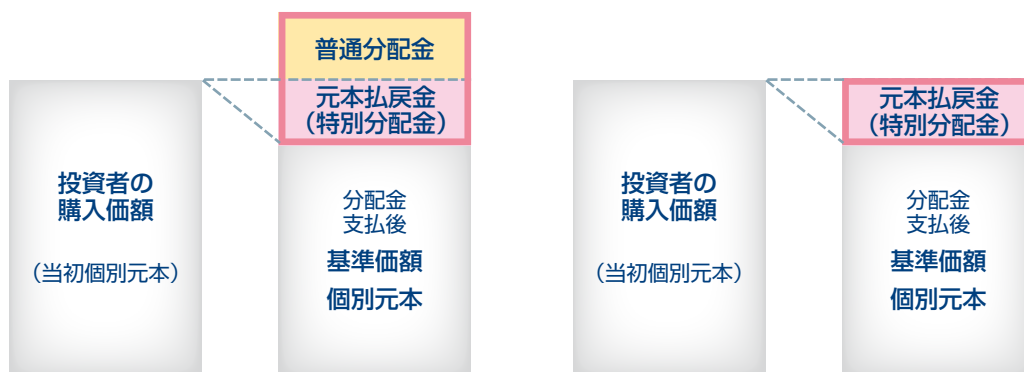 普通分配金
元本払戻金
（特別分配金）
投資者の
購入価額
（当初個別元本）
分配金
支払後
基準価額
個別元本
元本払戻金
（特別分配金）
投資者の
購入価額
（当初個別元本）
分配金
支払後
基準価額
個別元本